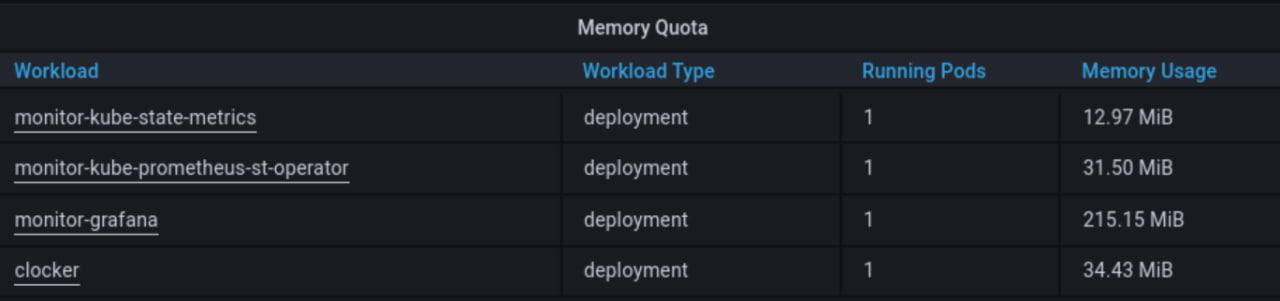 Memory Quota
Workload Workload Type Running Pods Memory Usage
monitor-kube-state-metrics deployment 1 12.97 MiB
monitor-kube-prometheus-st-operator deployment 1 31.50 MiB
monitor-grafana deployment 1 215.15 MiB
clocker deployment 1 34.43 MiB